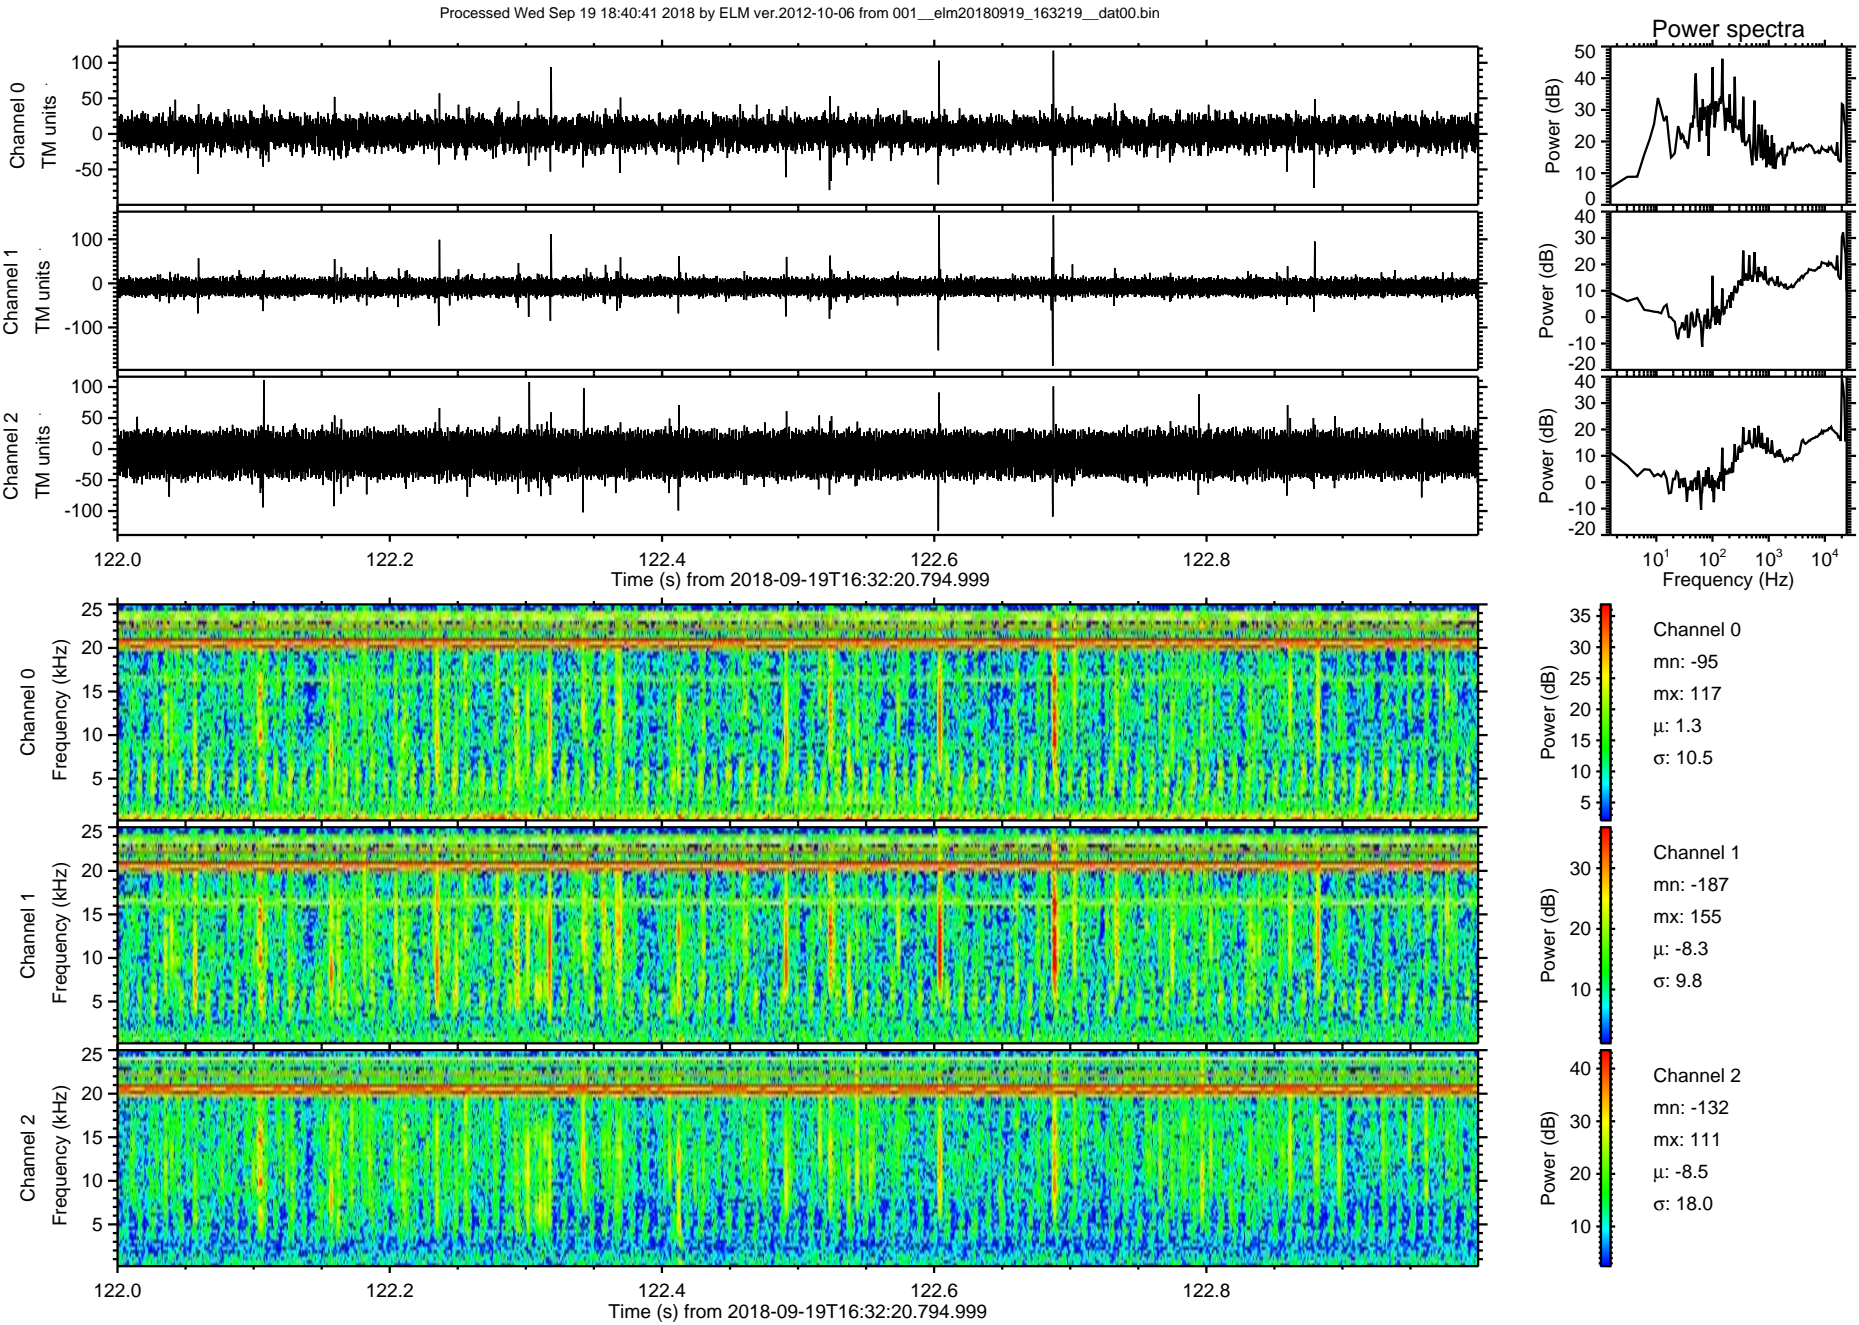 Processed Wed Sep 19 18:40:41 2018 by ELM ver.2012-10-06 from 001__elm20180919_163219__dat00.bin
Power spectra
Channel 0
TM units
100
50
0
-50
Power (dB)
50
40
30
20
10
0
Channel 1
TM units
100
0
-100
Power (dB)
40
30
20
10
0
-10
-20
Channel 2
TM units
100
50
0
-50
-100
Power (dB)
40
30
20
10
0
-10
-20
122.0 122.2 122.4 122.6 122.8
Time (s) from 2018-09-19T16:32:20.794.999
10¹ 10² 10³ 10⁴
Frequency (Hz)
Channel 0
Frequency (kHz)
25
20
15
10
5
Power (dB)
35
30
25
20
15
10
5
Channel 0
mn: -95
mx: 117
μ: 1.3
σ: 10.5
Channel 1
Frequency (kHz)
25
20
15
10
5
Power (dB)
30
20
10
Channel 1
mn: -187
mx: 155
μ: -8.3
σ: 9.8
Channel 2
Frequency (kHz)
25
20
15
10
5
Power (dB)
40
30
20
10
Channel 2
mn: -132
mx: 111
μ: -8.5
σ: 18.0
122.0 122.2 122.4 122.6 122.8
Time (s) from 2018-09-19T16:32:20.794.999